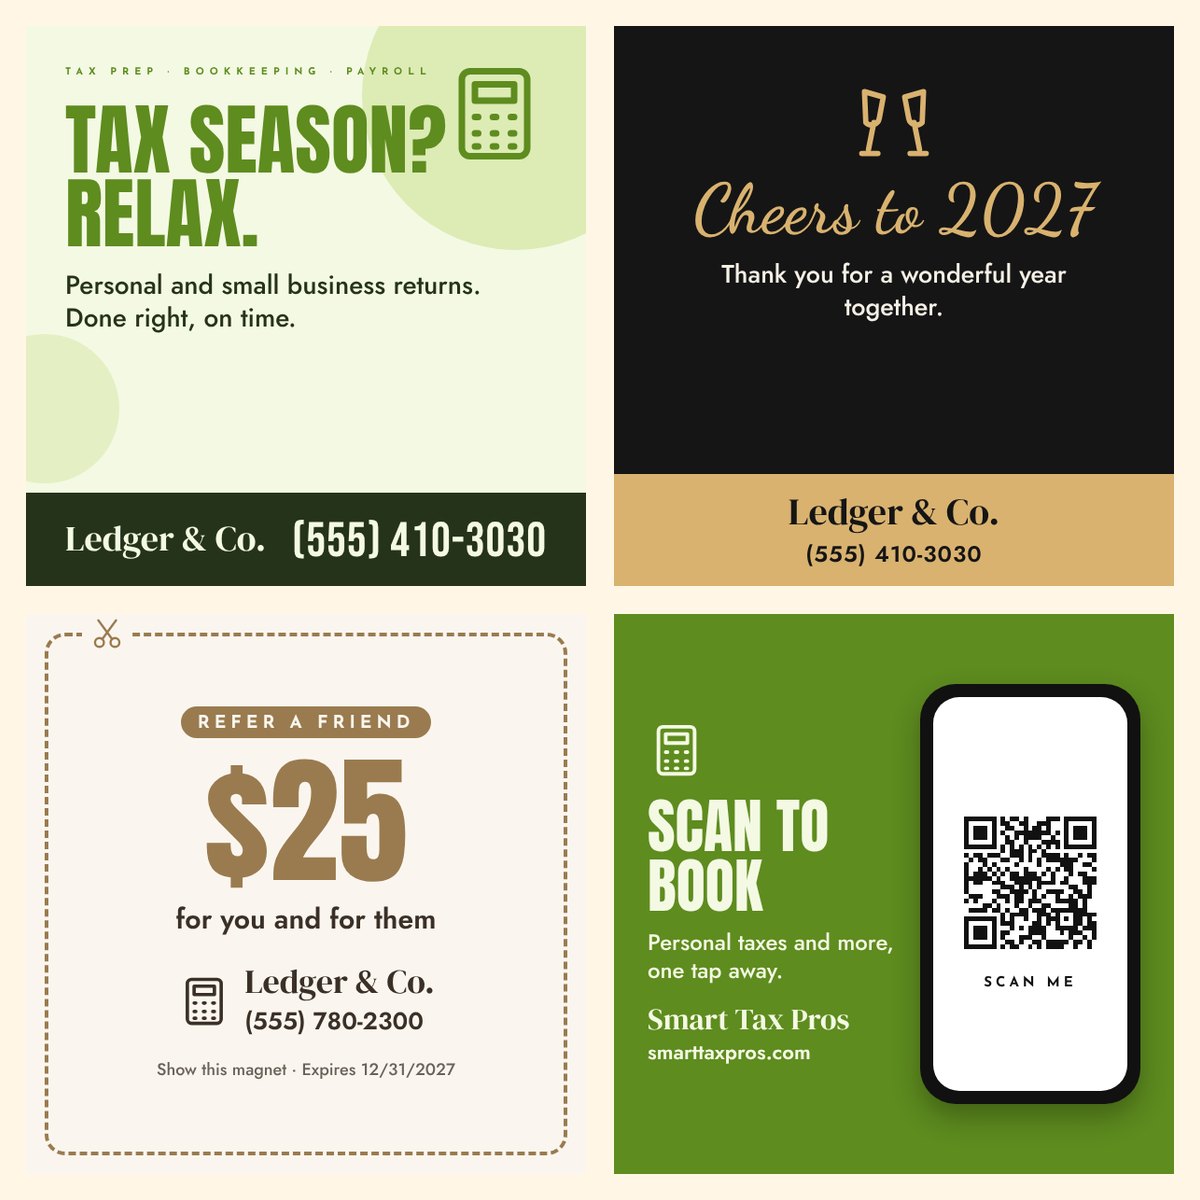 TAX PREP · BOOKKEEPING · PAYROLL
TAX SEASON?
RELAX.
Personal and small business returns.
Done right, on time.
Ledger & Co. (555) 410-3030
Cheers to 2027
Thank you for a wonderful year
together.
Ledger & Co.
(555) 410-3030
REFER A FRIEND
$25
for you and for them
Ledger & Co.
(555) 780-2300
Show this magnet · Expires 12/31/2027
SCAN TO
BOOK
Personal taxes and more,
one tap away.
Smart Tax Pros
smarttaxpros.com
SCAN ME